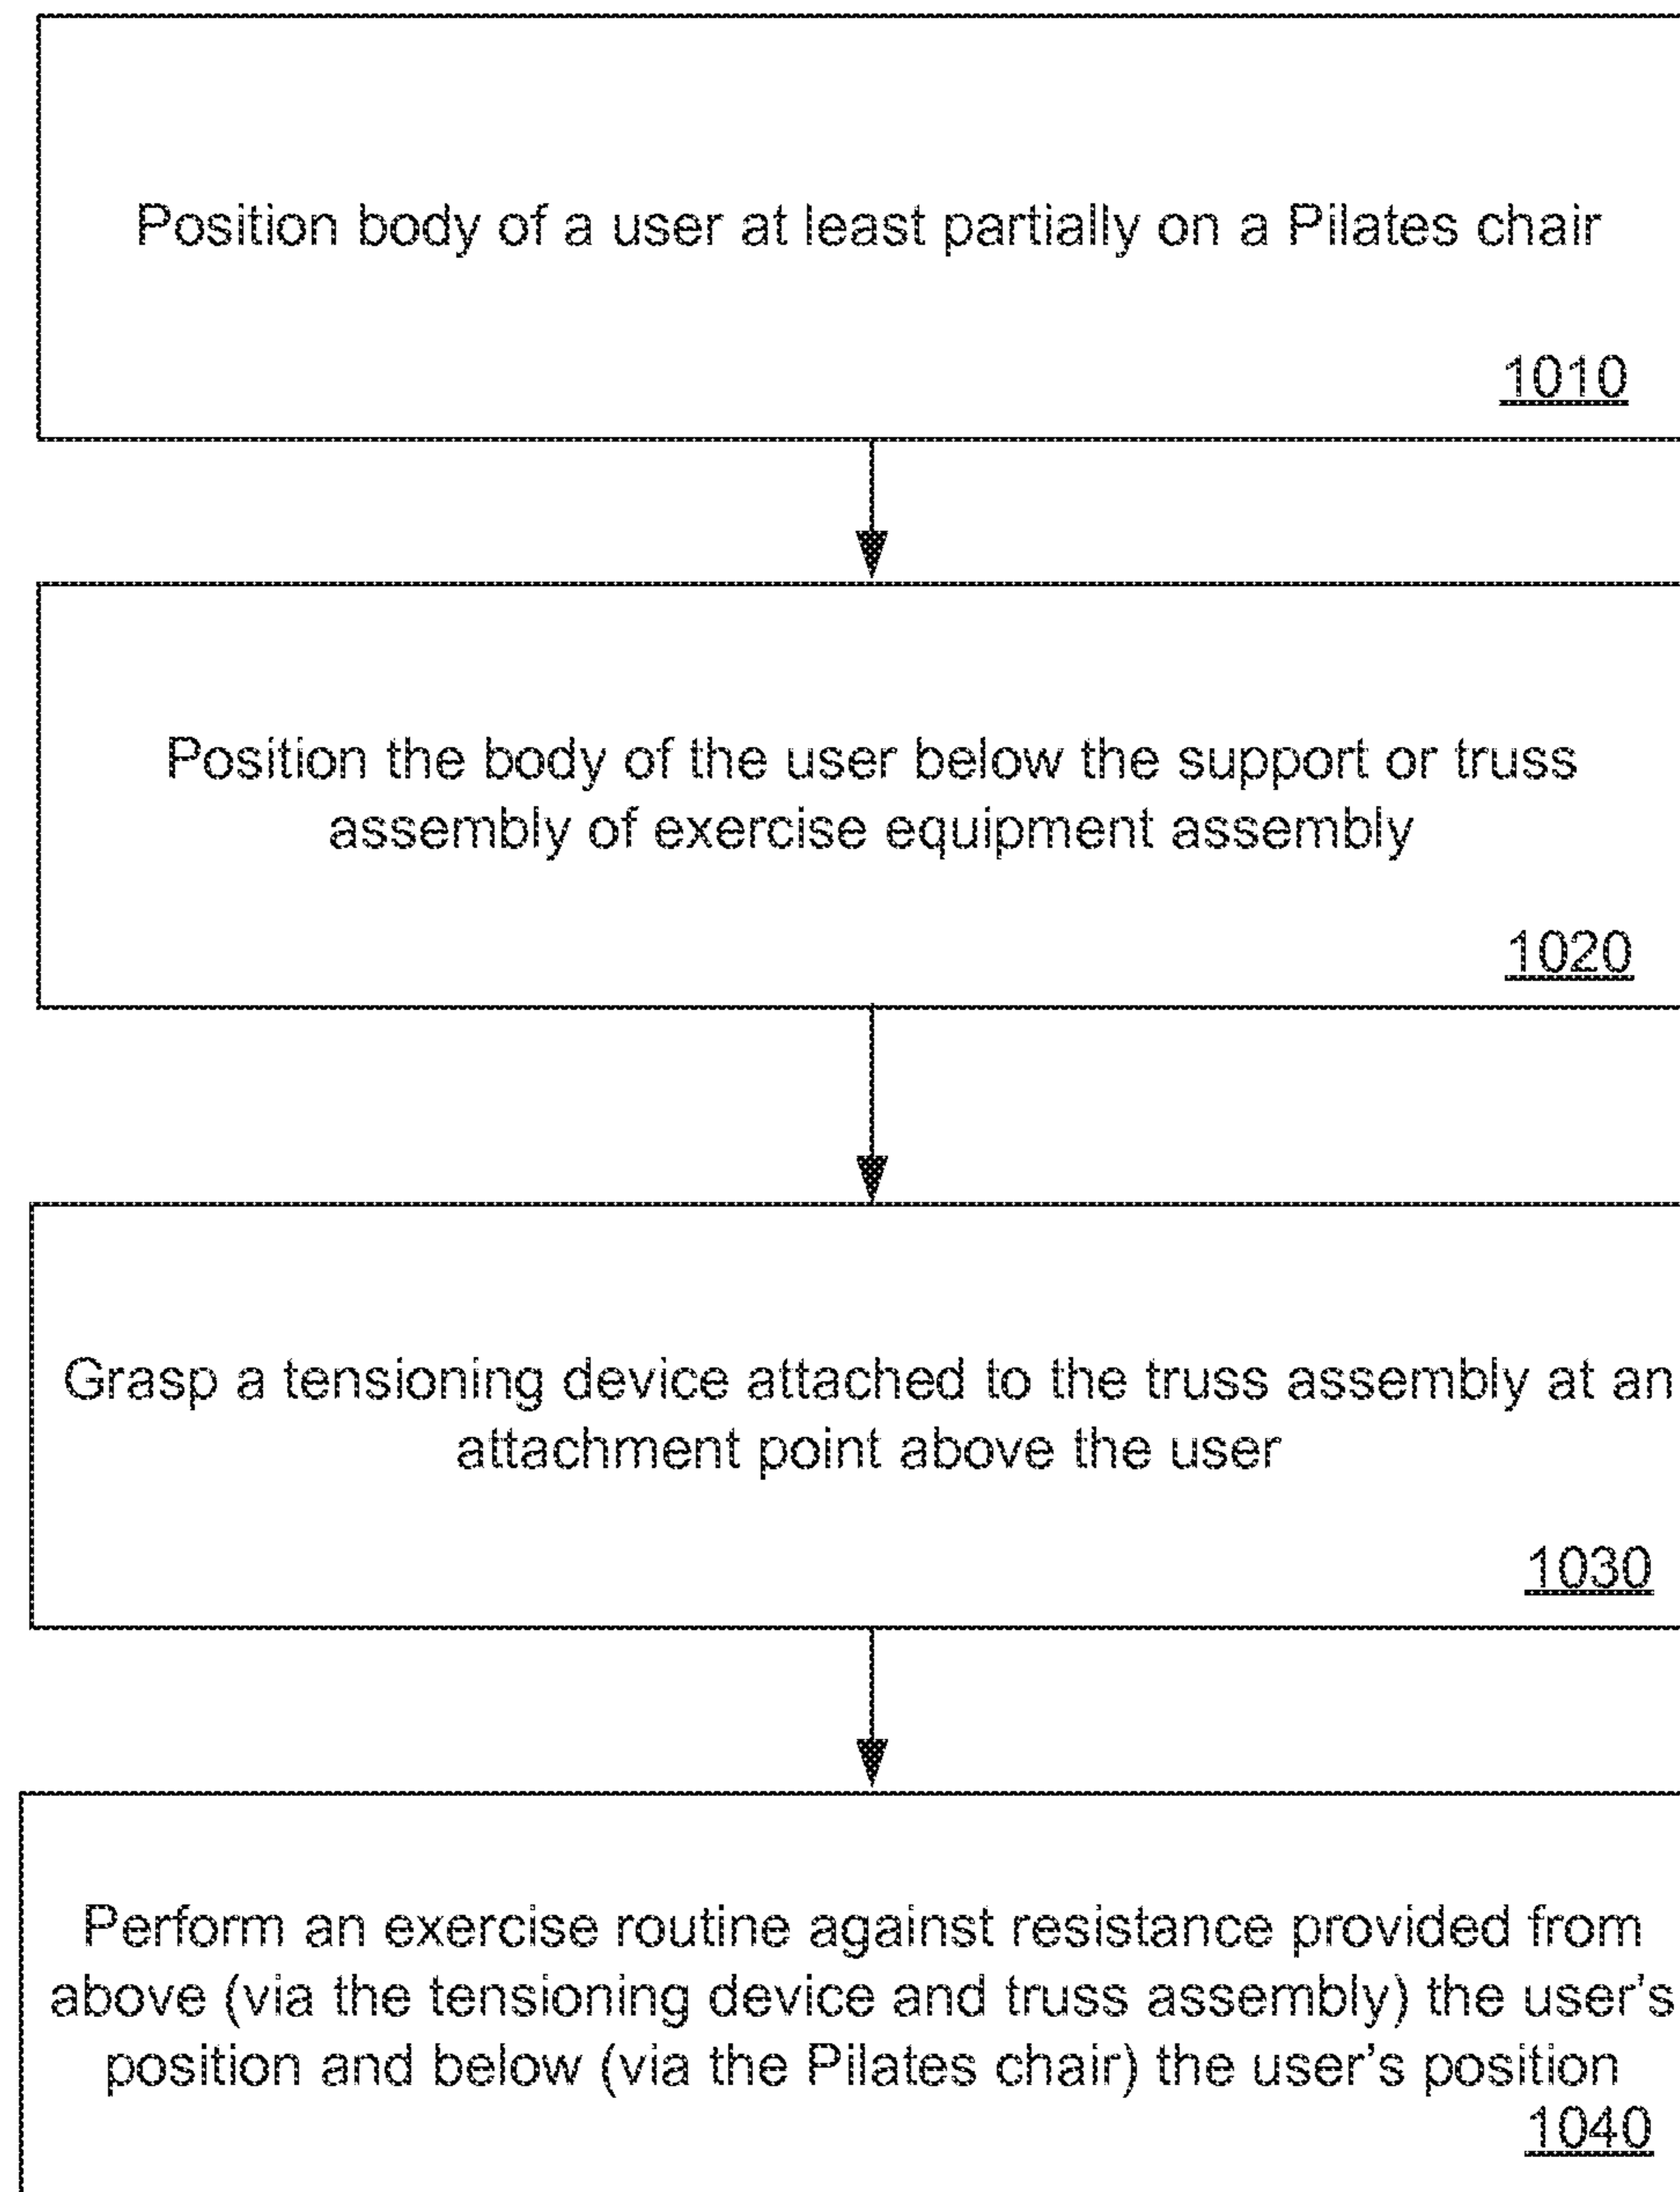 Position body of a user at least partially on a Pilates chair
1010
Position the body of the user below the support or truss
assembly of exercise equipment assembly
1020
Grasp a tensioning device attached to the truss assembly at an
attachment point above the user
1030
Perform an exercise routine against resistance provided from
above (via the tensioning device and truss assembly) the user's
position and below (via the Pilates chair) the user's position
1040